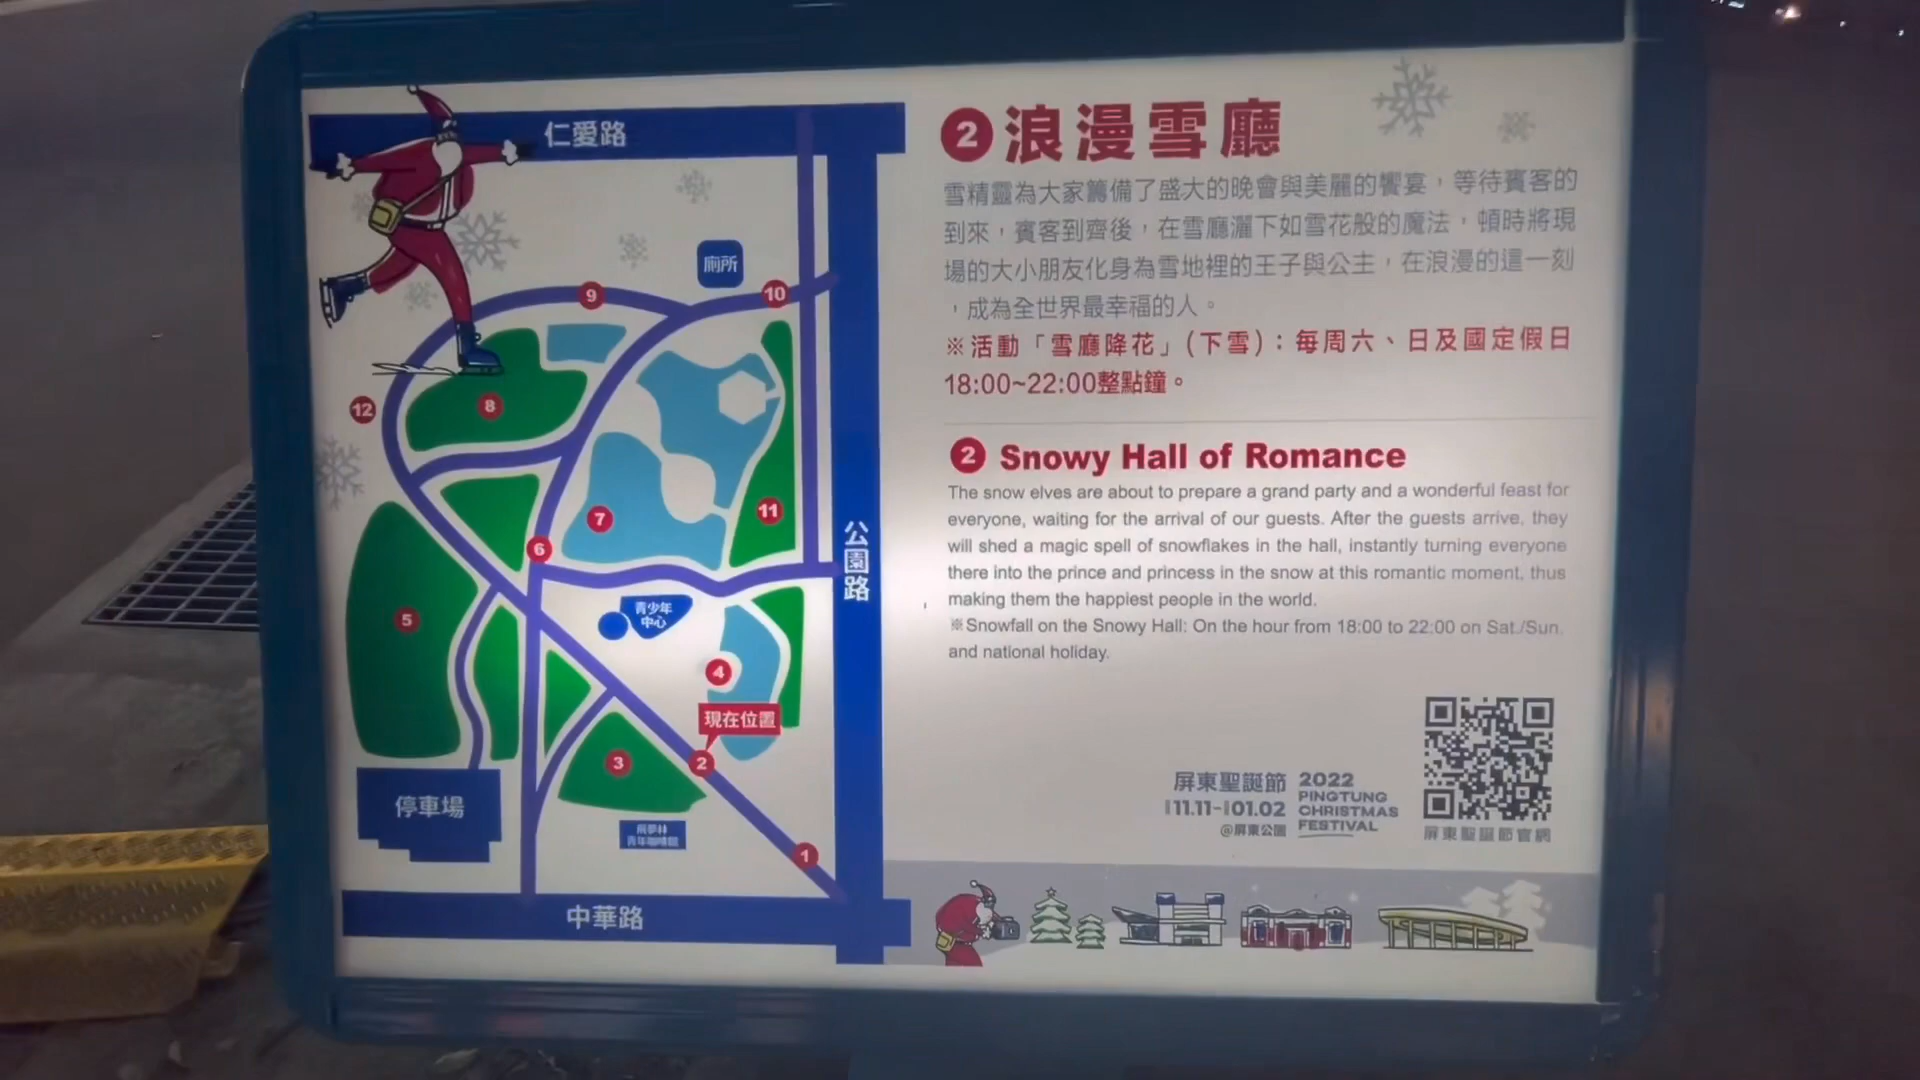 仁愛路
廁所
9
10
12
8
7
11
6
公園路
青少年
中心
5
4
現在位置
3
2
停車場
青年咖啡館
1
中華路
2 浪漫雪廳
雪精靈為大家籌備了盛大的晚會與美麗的饗宴，等待賓客的
到來，賓客到齊後，在雪廳灑下如雪花般的魔法，頓時將現
場的大小朋友化身為雪地裡的王子與公主，在浪漫的這一刻
，成為全世界最幸福的人。
※活動「雪廳降花」(下雪)：每周六、日及國定假日
18:00~22:00整點鐘。
2 Snowy Hall of Romance
The snow elves are about to prepare a grand party and a wonderful feast for
everyone, waiting for the arrival of our guests. After the guests arrive, they
will shed a magic spell of snowflakes in the hall, instantly turning everyone
there into the prince and princess in the snow at this romantic moment, thus
making them the happiest people in the world.
※Snowfall on the Snowy Hall: On the hour from 18:00 to 22:00 on Sat./Sun.
and national holiday.
屏東聖誕節
11.11-01.02
@屏東公園
2022
PINGTUNG
CHRISTMAS
FESTIVAL
屏東聖誕節官網